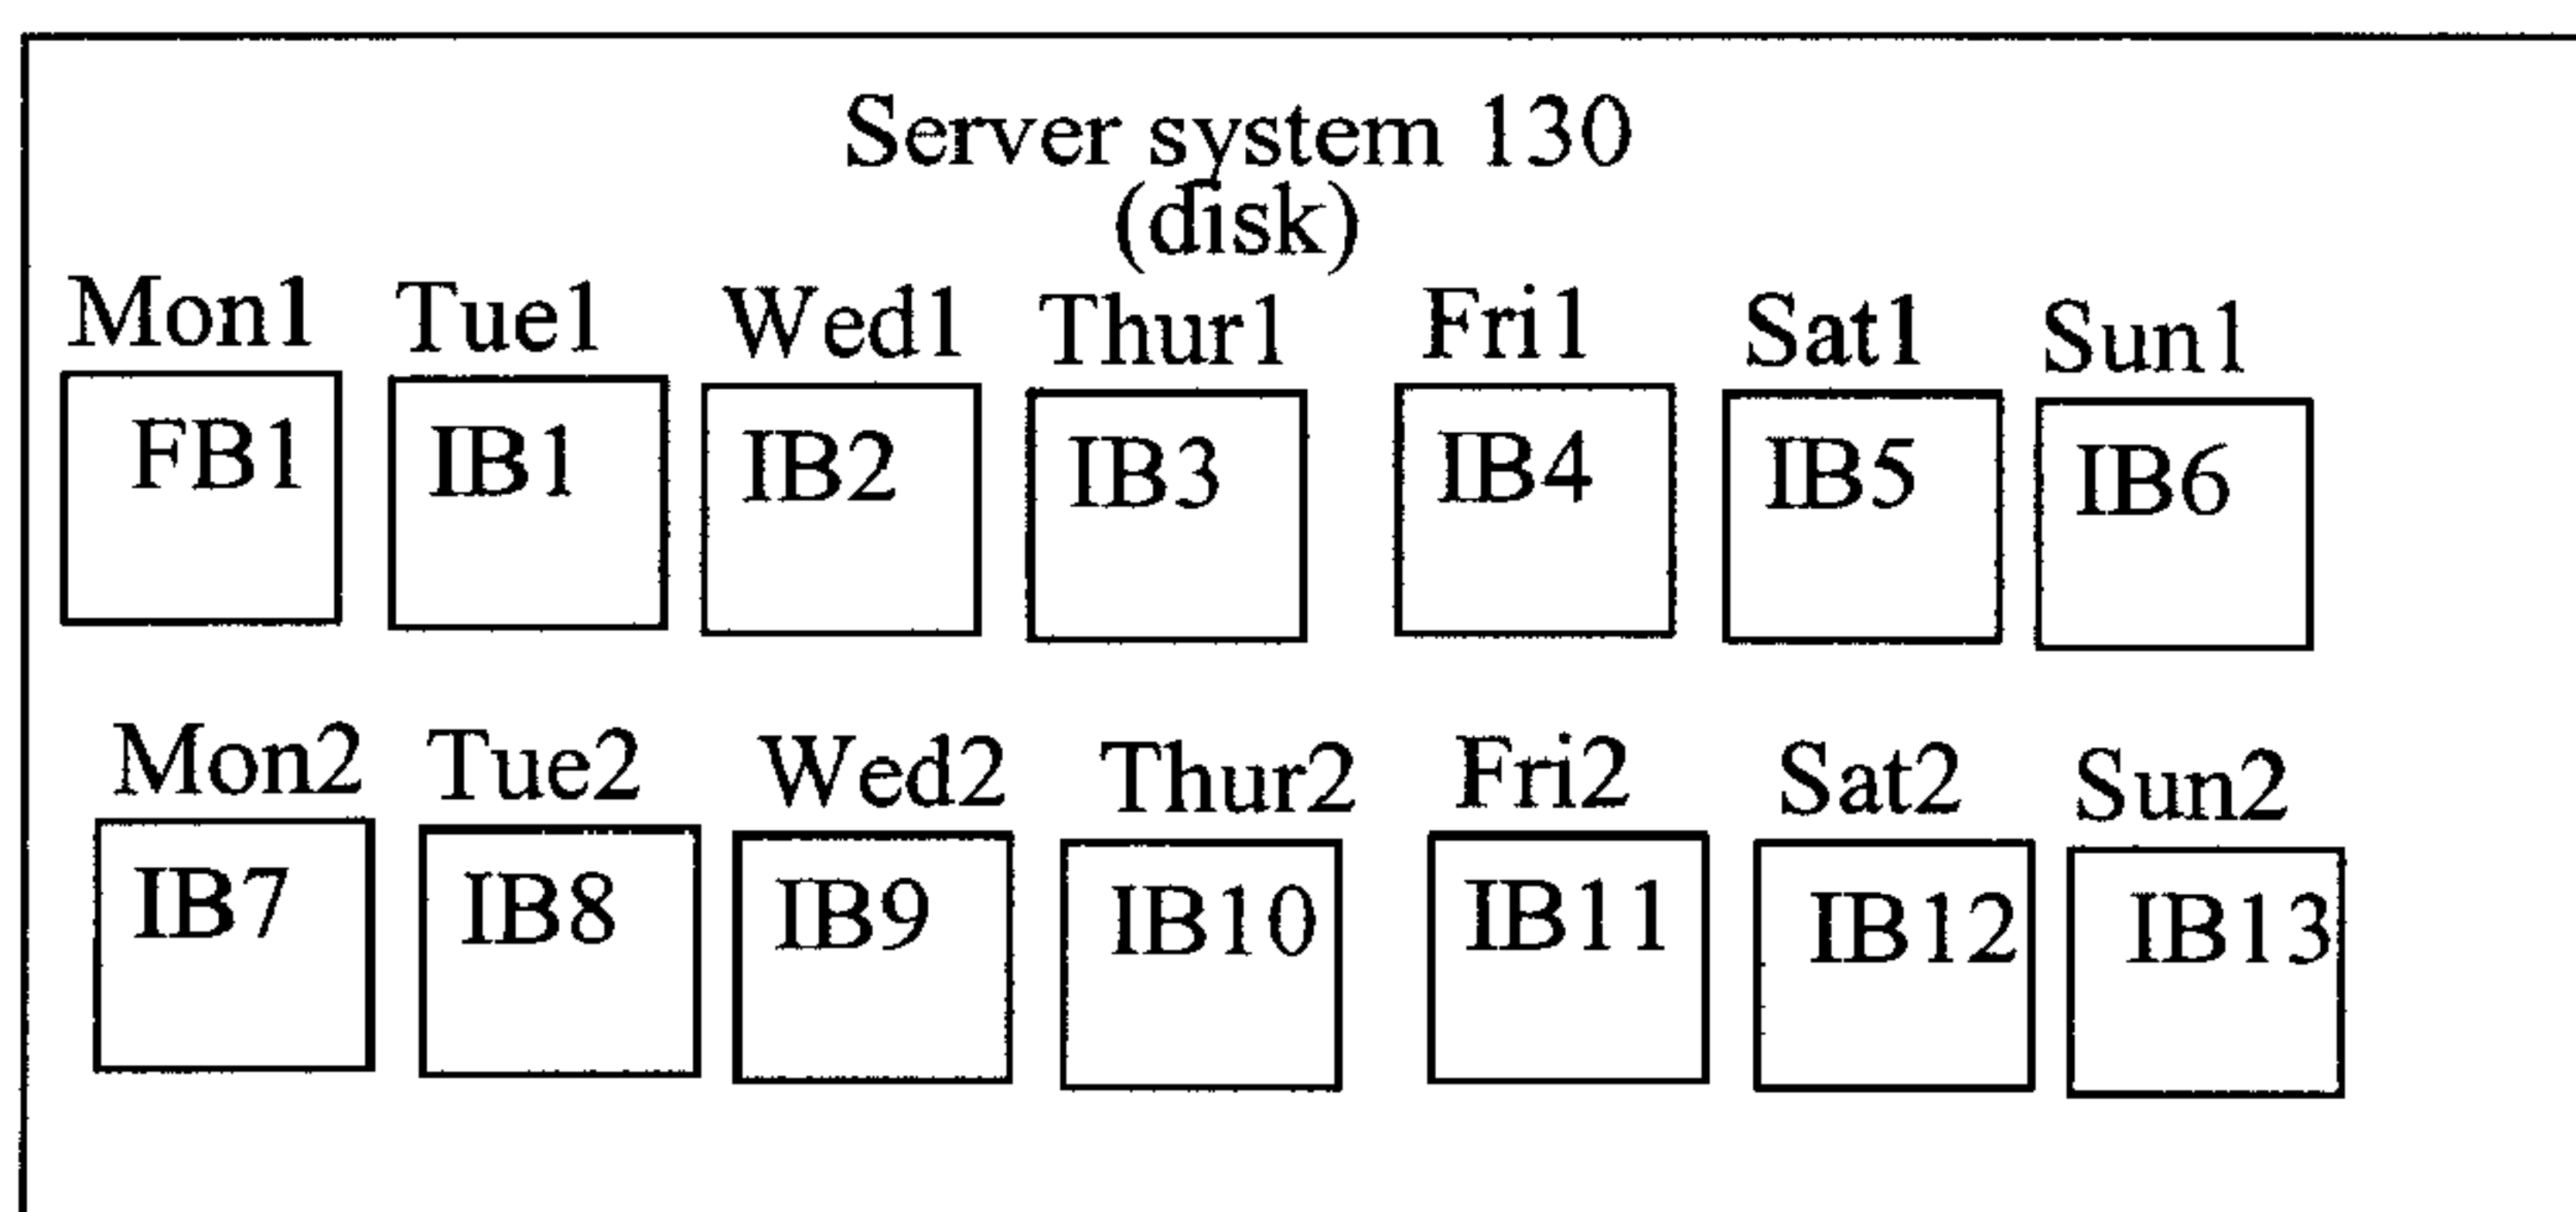 Server system 130
(disk)
Mon1 Tue1 Wed1 Thur1 Fri1 Sat1 Sun1
FB1 IB1 IB2 IB3 IB4 IB5 IB6
Mon2 Tue2 Wed2 Thur2 Fri2 Sat2 Sun2
IB7 IB8 IB9 IB10 IB11 IB12 IB13